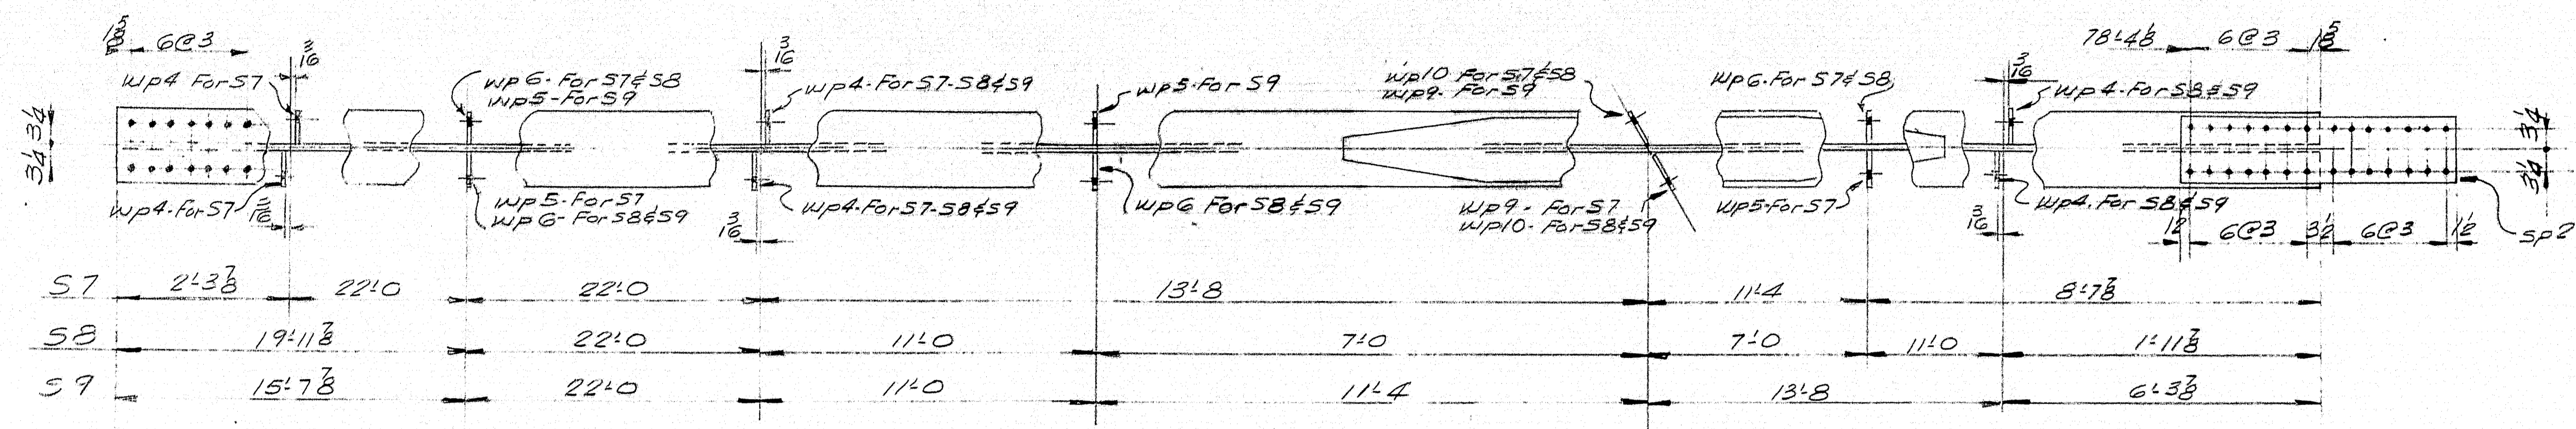 1 5/8 6@3
3/16
wp4 For S7
wp6-For S7&S8
wp5-For S9
3/16
wp4-For S7-S8&S9
wp5-For S9
wp10 For S7&S8
wp9- For S9
wp6-For S7&S8
78'-4 1/8 6@3 1 5/8
3/16
wp4-For S8&S9
3 1/4 3 1/4
3 1/4 3 1/4
wp4-For S7
3/16
wp5-For S7
wp6-For S8&S9
3/16
wp4-For S7-S8&S9
wp6 For S8&S9
wp9- For S7
wp10-For S8&S9
wp5-For S7
3/16
wp4-For S8&S9
1 1/2 6@3 3 1/2 6@3 1 1/2
sp2
S7 2'-3 7/8 22'-0 22'-0 13'-8 11'-4 8'-7 7/8
S8 19'-11 7/8 22'-0 11'-0 7'-0 7'-0 11'-0 1'-11 7/8
S9 15'-7 7/8 22'-0 11'-0 11'-4 13'-8 6'-3 7/8